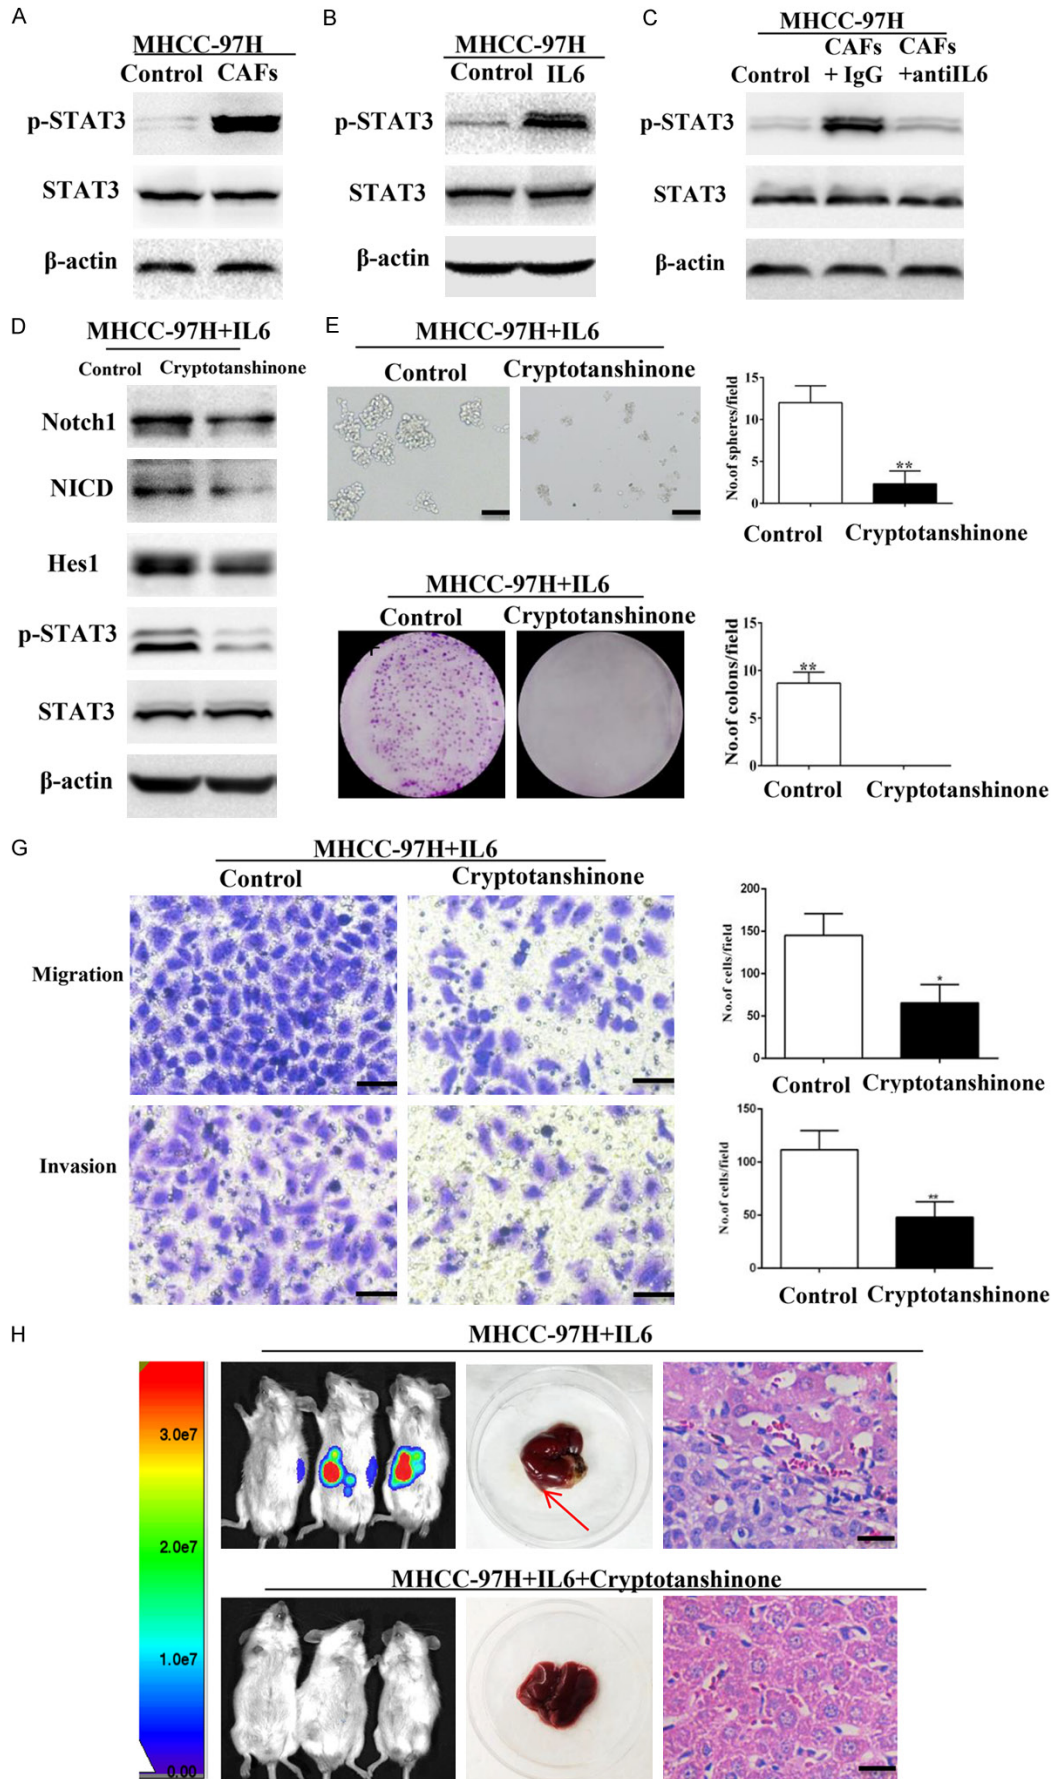 A
MHCC-97H
Control CAFs
p-STAT3
STAT3
β-actin
B
MHCC-97H
Control IL6
p-STAT3
STAT3
β-actin
C
MHCC-97H
Control CAFs + IgG CAFs +antiIL6
p-STAT3
STAT3
β-actin
D
MHCC-97H+IL6
Control Cryptotanshinone
Notch1
NICD
Hes1
p-STAT3
STAT3
β-actin
E
MHCC-97H+IL6
Control Cryptotanshinone
No.of spheres/field
15
10
5
0
**
Control Cryptotanshinone
MHCC-97H+IL6
Control Cryptotanshinone
F
No.of colons/field
15
10
5
0
**
Control Cryptotanshinone
G
MHCC-97H+IL6
Control Cryptotanshinone
Migration
No.of cells/field
200
150
100
50
0
*
Control Cryptotanshinone
Invasion
No.of cells/field
150
100
50
0
**
Control Cryptotanshinone
H
MHCC-97H+IL6
3.0e7
2.0e7
1.0e7
0.00
MHCC-97H+IL6+Cryptotanshinone